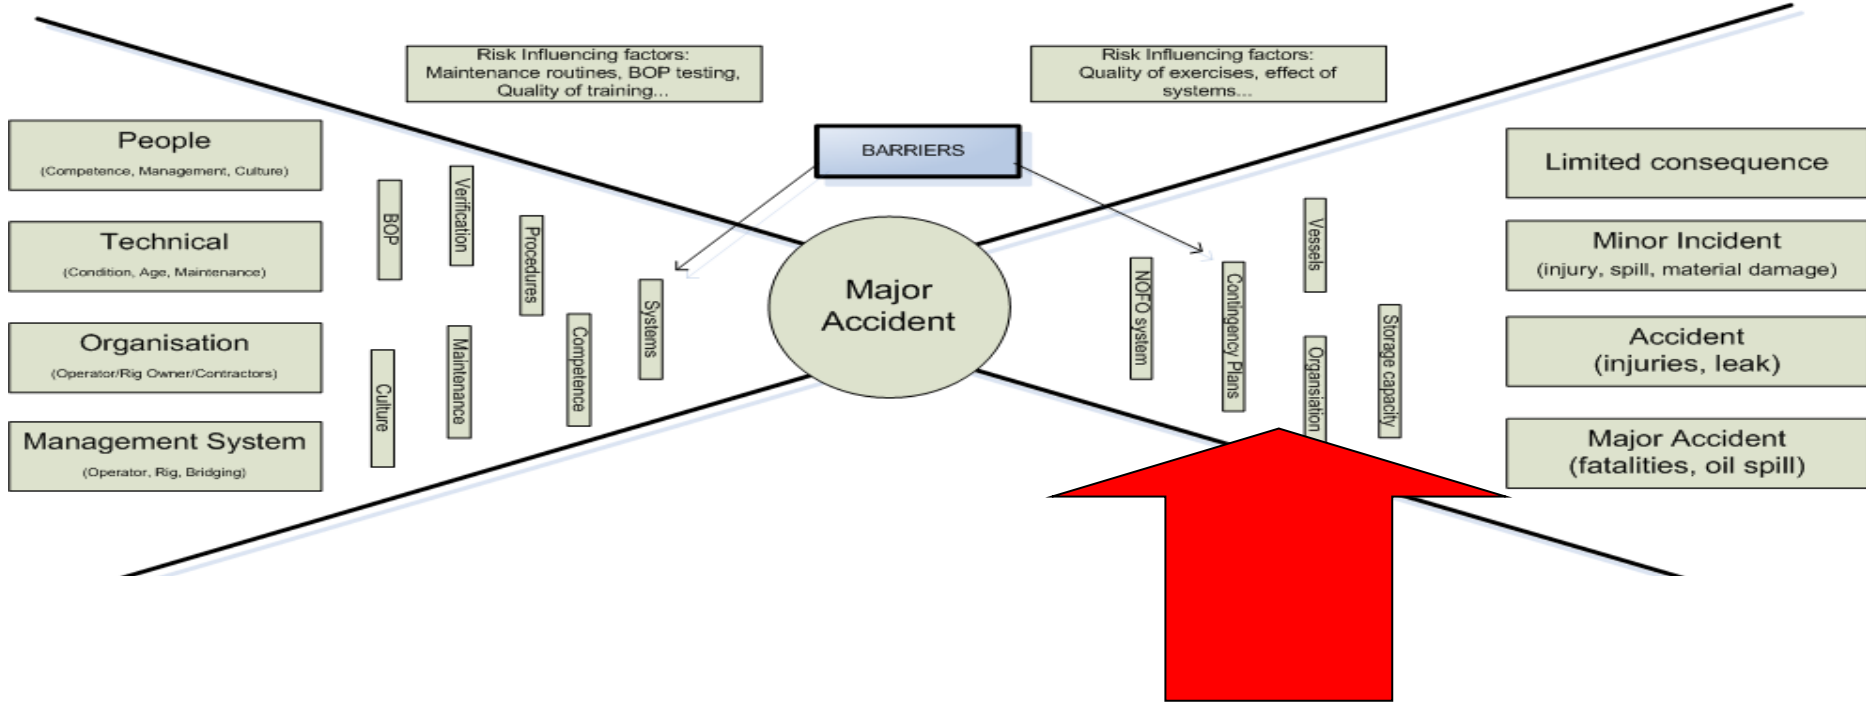 Risk Influencing factors:
Maintenance routines, BOP testing,
Quality of training...
Risk Influencing factors:
Quality of exercises, effect of
systems...
BARRIERS
People
(Competence, Management, Culture)
Technical
(Condition, Age, Maintenance)
Organisation
(Operator/Rig Owner/Contractors)
Management System
(Operator, Rig, Bridging)
BOP
Verification
Procedures
Systems
Culture
Maintenance
Competence
Major
Accident
NOFO system
Contingency Plans
Vessels
Organsiation
Storage capacity
Limited consequence
Minor Incident
(injury, spill, material damage)
Accident
(injuries, leak)
Major Accident
(fatalities, oil spill)